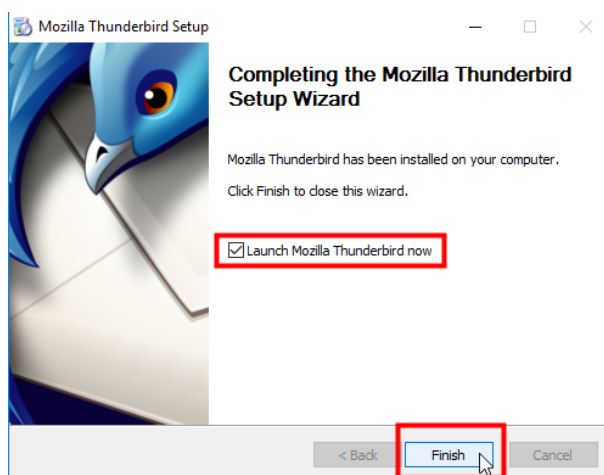 Mozilla Thunderbird Setup
Completing the Mozilla Thunderbird
Setup Wizard
Mozilla Thunderbird has been installed on your computer.
Click Finish to close this wizard.
Launch Mozilla Thunderbird now
< Back Finish Cancel